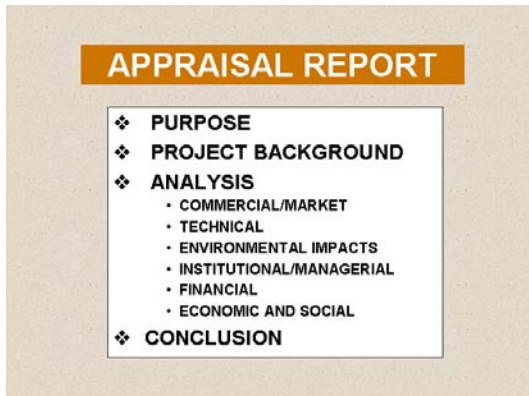 APPRAISAL REPORT
❖ PURPOSE
❖ PROJECT BACKGROUND
❖ ANALYSIS
• COMMERCIAL/MARKET
• TECHNICAL
• ENVIRONMENTAL IMPACTS
• INSTITUTIONAL/MANAGERIAL
• FINANCIAL
• ECONOMIC AND SOCIAL
❖ CONCLUSION